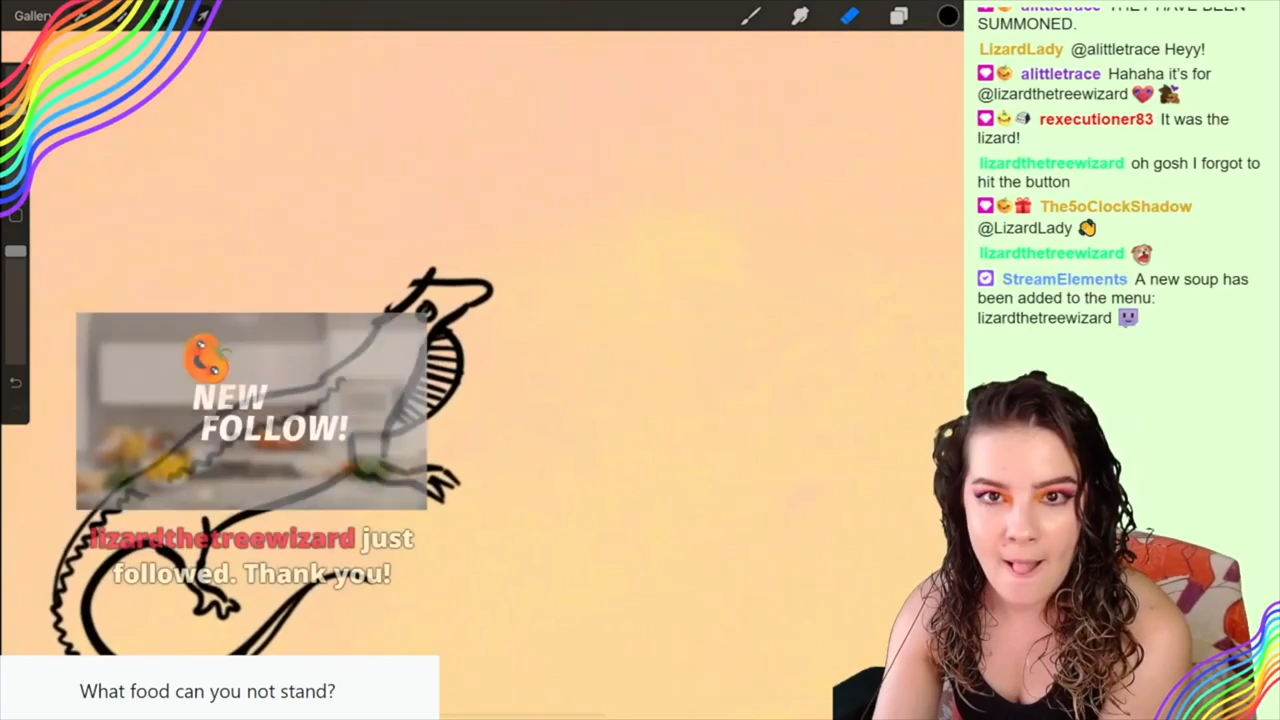 Gallery
NEW
FOLLOW!
lizardthetreewizard just
followed. Thank you!
What food can you not stand?
alittletrace THEY HAVE BEEN
SUMMONED.
LizardLady @alittletrace Heyy!
alittletrace Hahaha it's for
@lizardthetreewizard
rexecutioner83 It was the
lizard!
lizardthetreewizard oh gosh I forgot to
hit the button
The5oClockShadow
@LizardLady
lizardthetreewizard
StreamElements A new soup has
been added to the menu:
lizardthetreewizard